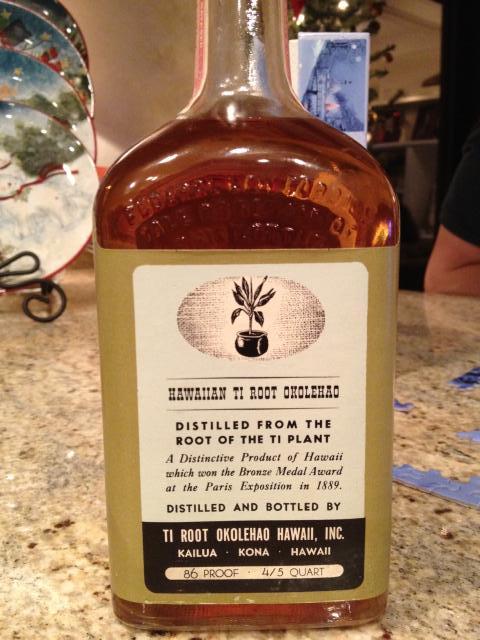 HAWAIIAN TI ROOT OKOLEHAO
DISTILLED FROM THE
ROOT OF THE TI PLANT
A Distinctive Product of Hawaii
which won the Bronze Medal Award
at the Paris Exposition in 1889.
DISTILLED AND BOTTLED BY
TI ROOT OKOLEHAO HAWAII, INC.
KAILUA · KONA · HAWAII
86 PROOF · 4/5 QUART